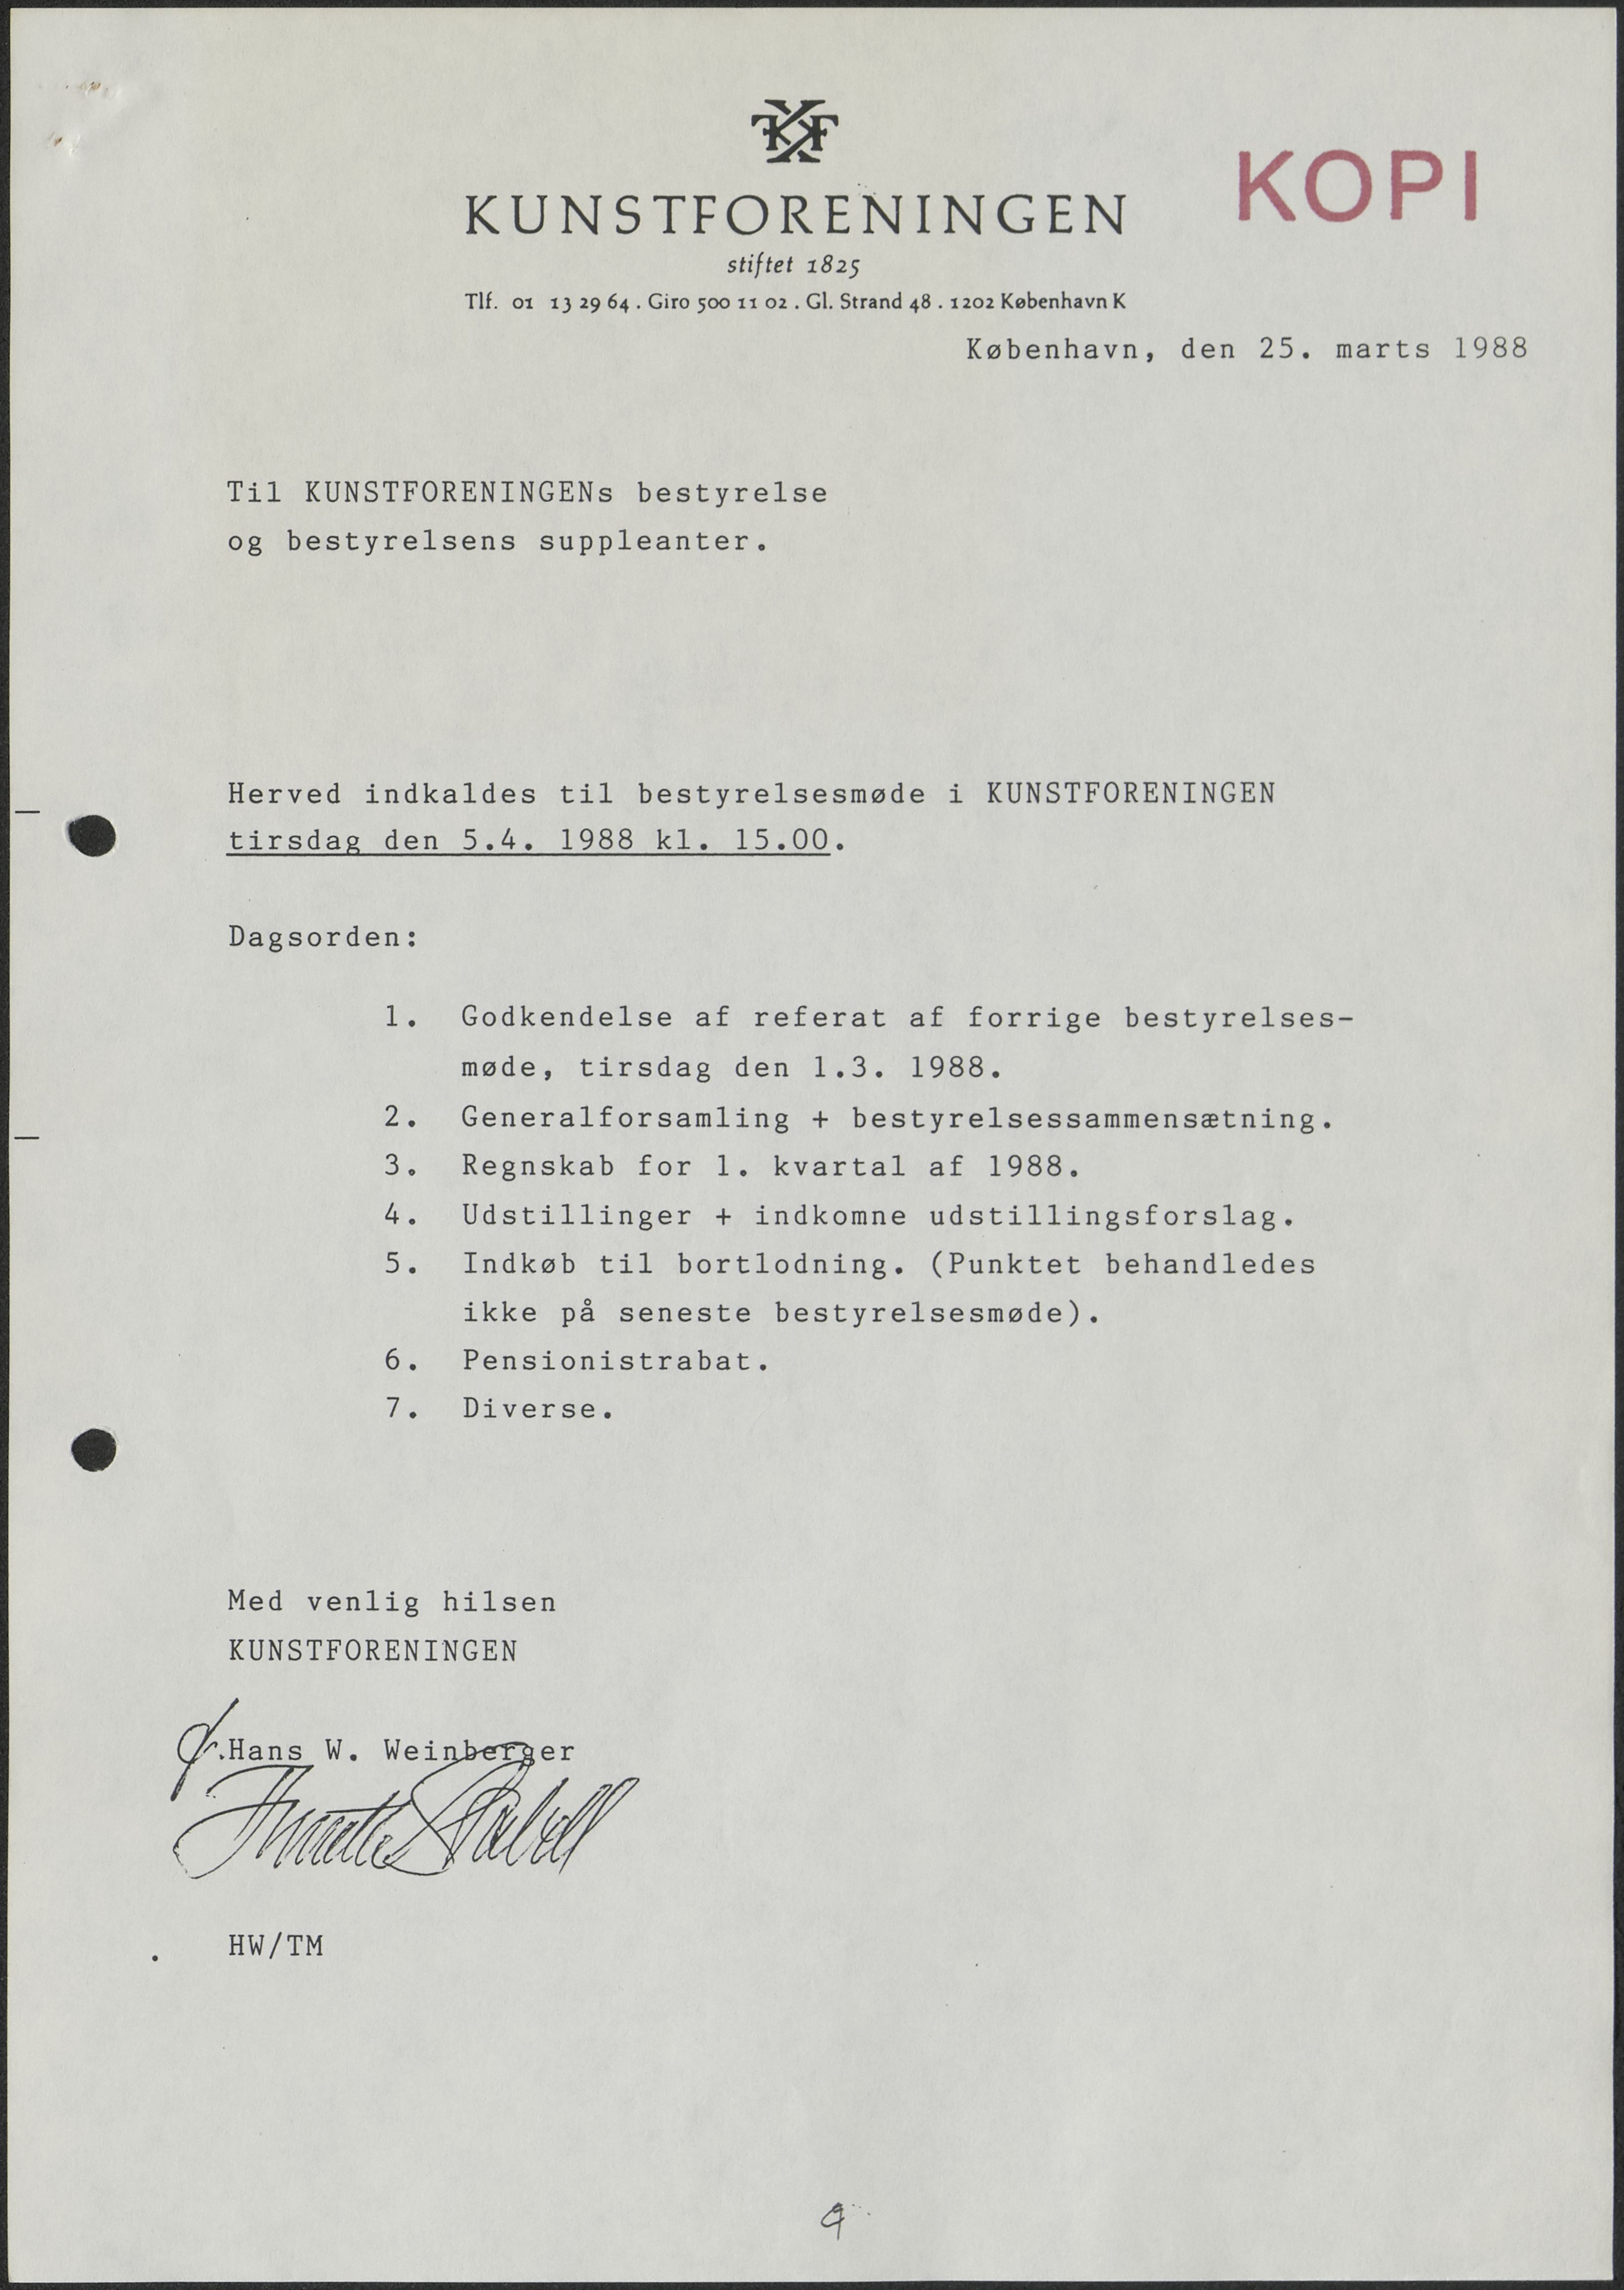 KUNSTFORENINGEN
KOPI
stiftet 1825
Tlf. 01 13 29 64 . Giro 500 11 02 . Gl. Strand 48 . 1202 København K
København, den 25. marts 1988
Til KUNSTFORENINGENs bestyrelse
og bestyrelsens suppleanter.
Herved indkaldes til bestyrelsesmøde i KUNSTFORENINGEN
tirsdag den 5.4. 1988 kl. 15.00.
Dagsorden:
1. Godkendelse af referat af forrige bestyrelses-
møde, tirsdag den 1.3. 1988.
2. Generalforsamling + bestyrelsessammensætning.
3. Regnskab for 1. kvartal af 1988.
4. Udstillinger + indkomne udstillingsforslag.
5. Indkøb til bortlodning. (Punktet behandledes
ikke på seneste bestyrelsesmøde).
6. Pensionistrabat.
7. Diverse.
Med venlig hilsen
KUNSTFORENINGEN
Hans W. Weinberger
HW/TM